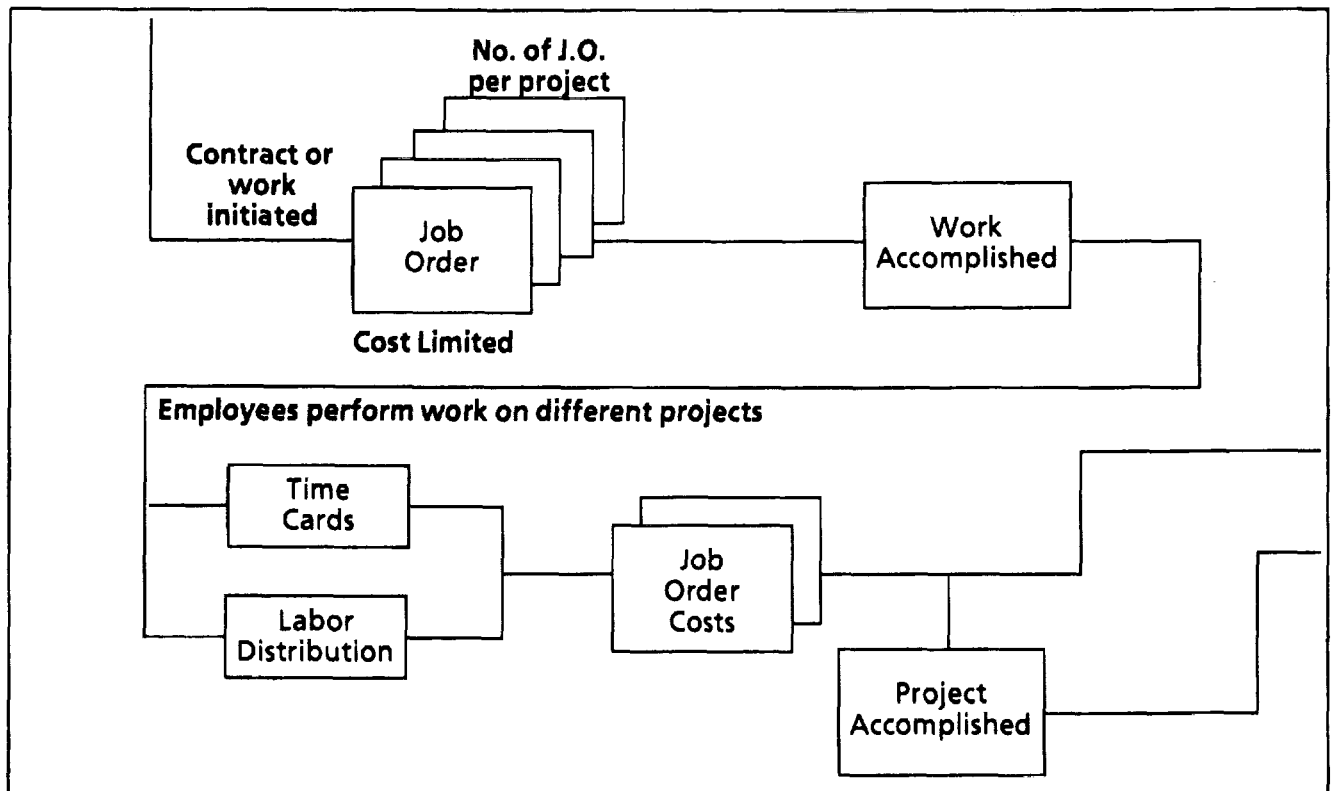 No. of J.O.
per project
Contract or
work
initiated
Job
Order
Cost Limited
Work
Accomplished
Employees perform work on different projects
Time
Cards
Labor
Distribution
Job
Order
Costs
Project
Accomplished